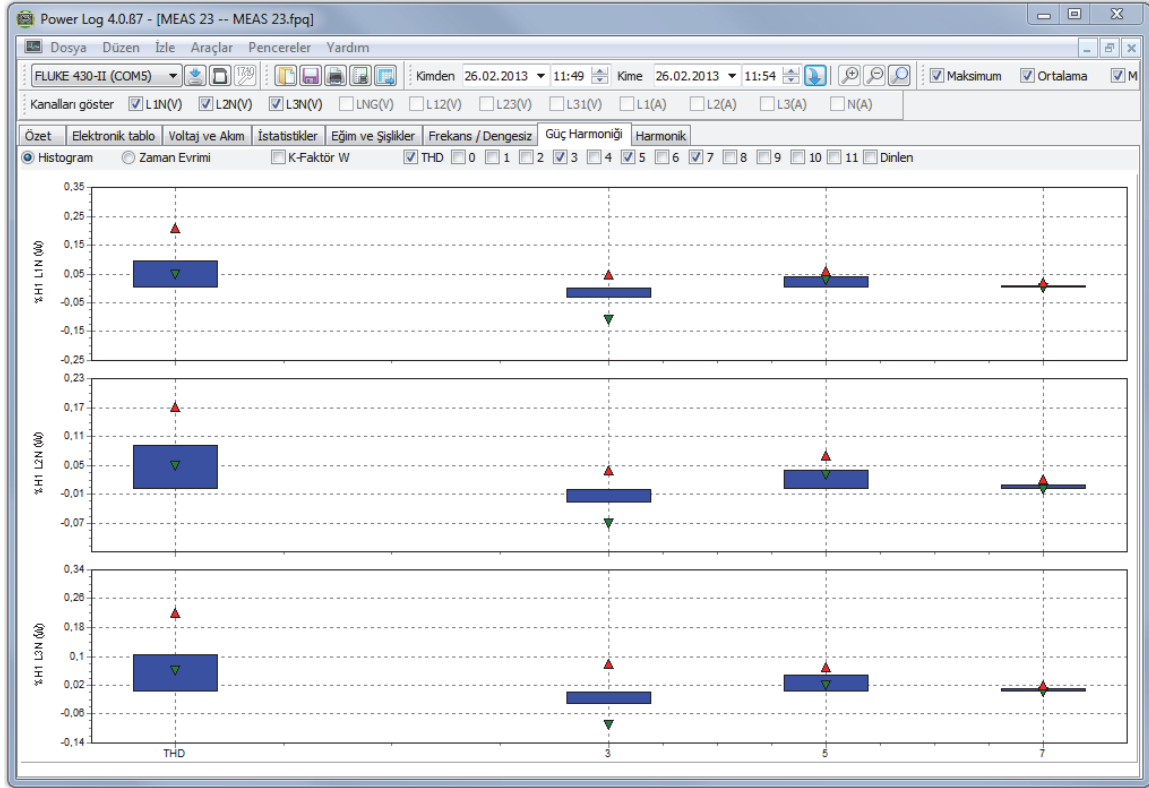 Power Log 4.0.ß7 - [MEAS 23 -- MEAS 23.fpq]
Dosya Düzen İzle Araçlar Pencereler Yardım
FLUKE 430-II (COM5) Kimden 26.02.2013 11:49 Kime 26.02.2013 11:54 Maksimum Ortalama M
Kanalları göster L1N(V) L2N(V) L3N(V) LNG(V) L12(V) L23(V) L31(V) L1(A) L2(A) L3(A) N(A)
Özet Elektronik tablo Voltaj ve Akım İstatistikler Eğim ve Şişlikler Frekans / Dengesiz Güç Harmoniği Harmonik
Histogram Zaman Evrimi K-Faktör W THD 0 1 2 3 4 5 6 7 8 9 10 11 Dinlen
%H1 L1N (W)
0,35
0,25
0,15
0,05
-0,05
-0,15
-0,25
%H1 L2N (W)
0,23
0,17
0,11
0,05
-0,01
-0,07
%H1 L3N (W)
0,34
0,26
0,18
0,1
0,02
-0,06
-0,14
THD 3 5 7